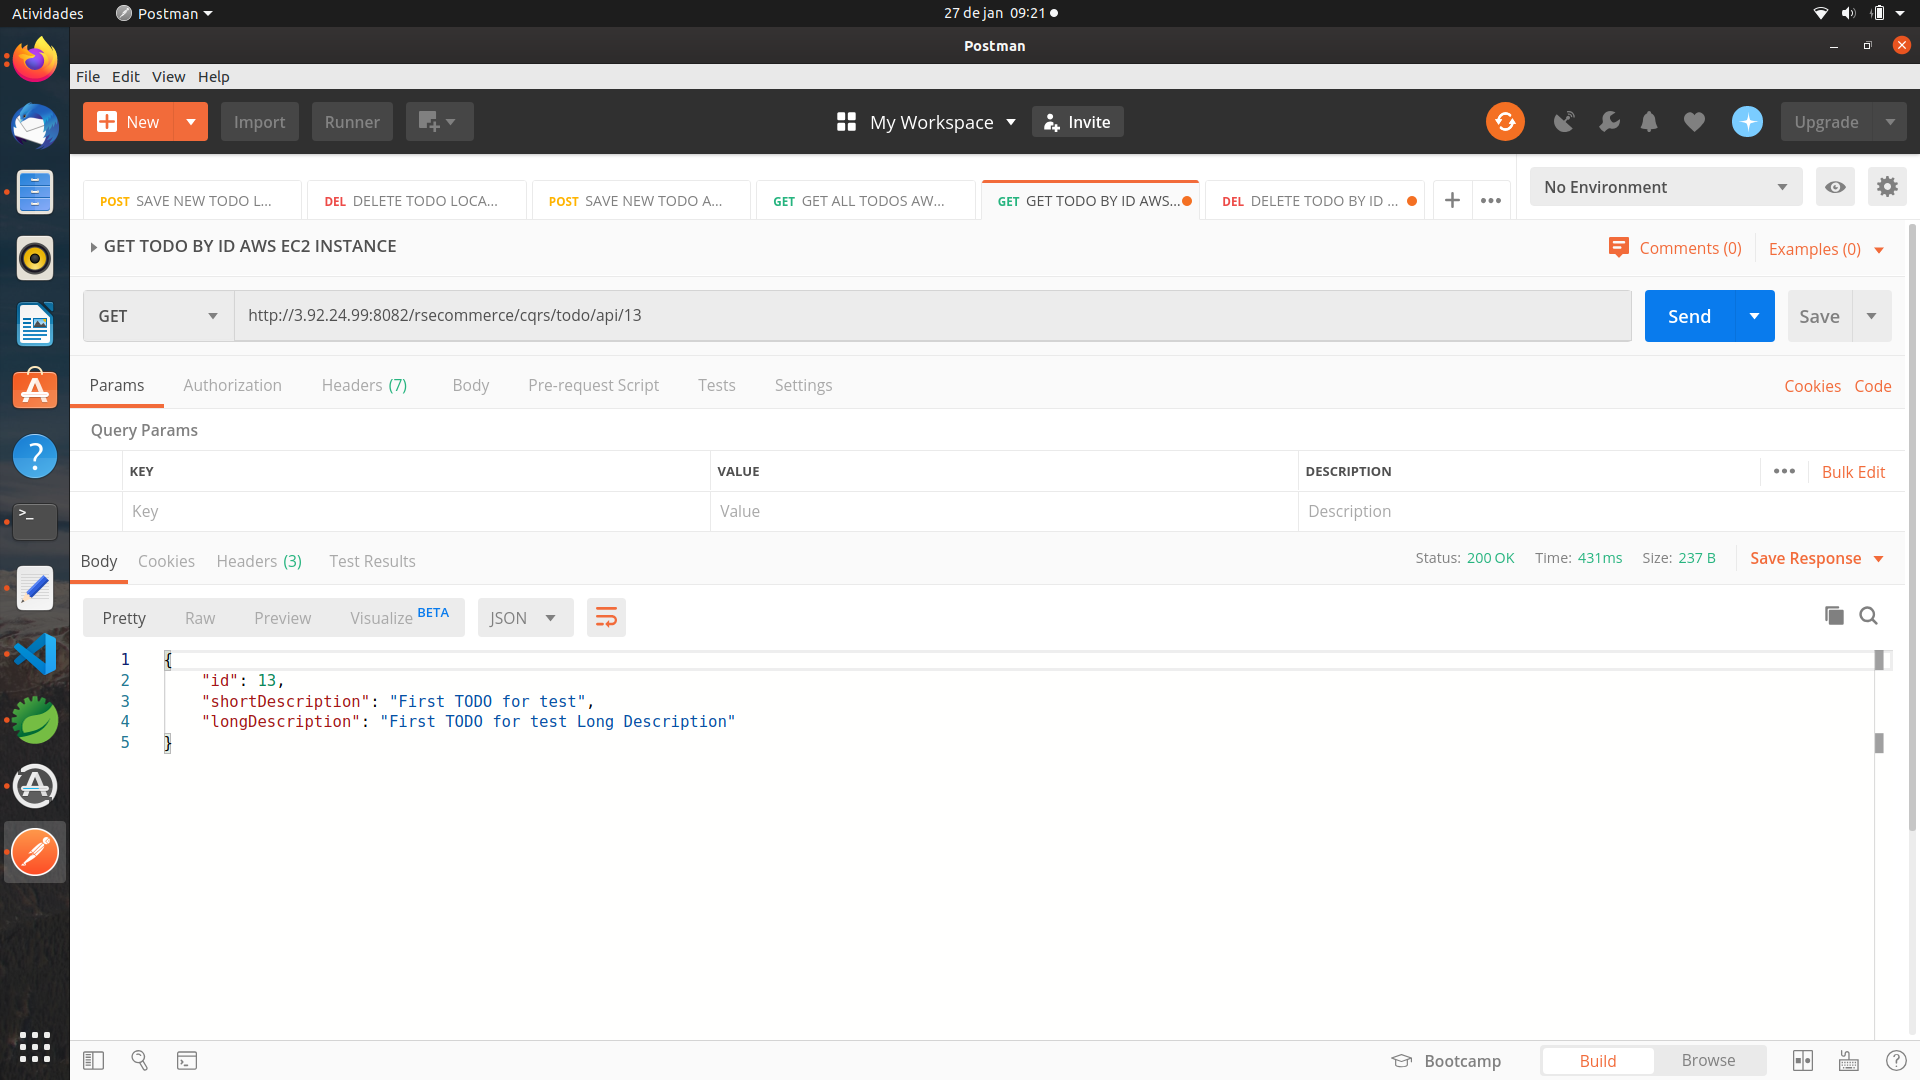 Atividades Postman 27 de jan 09:21
Postman
File Edit View Help
New Import Runner My Workspace Invite Upgrade
POST SAVE NEW TODO L... DEL DELETE TODO LOCA... POST SAVE NEW TODO A... GET GET ALL TODOS AW... GET GET TODO BY ID AWS... DEL DELETE TODO BY ID ... No Environment
GET TODO BY ID AWS EC2 INSTANCE Comments (0) Examples (0)
GET http://3.92.24.99:8082/rsecommerce/cqrs/todo/api/13 Send Save
Params Authorization Headers (7) Body Pre-request Script Tests Settings Cookies Code
Query Params
KEY VALUE DESCRIPTION Bulk Edit
Key Value Description
Body Cookies Headers (3) Test Results Status: 200 OK Time: 431ms Size: 237 B Save Response
Pretty Raw Preview Visualize BETA JSON
1 {
2 "id": 13,
3 "shortDescription": "First TODO for test",
4 "longDescription": "First TODO for test Long Description"
5 }
Bootcamp Build Browse